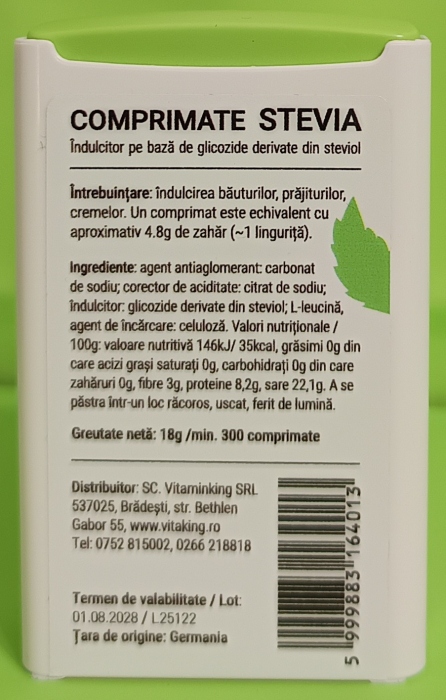 COMPRIMATE STEVIA
Îndulcitor pe bază de glicozide derivate din steviol
Întrebuințare: îndulcirea băuturilor, prăjiturilor,
cremelor. Un comprimat este echivalent cu
aproximativ 4.8g de zahăr (~1 linguriță).
Ingrediente: agent antiaglomerant: carbonat
de sodiu; corector de aciditate: citrat de sodiu;
îndulcitor: glicozide derivate din steviol; L-leucină,
agent de încărcare: celuloză. Valori nutriționale /
100g: valoare nutritivă 146kJ/ 35kcal, grăsimi 0g din
care acizi grași saturați 0g, carbohidrați 0g din care
zahăruri 0g, fibre 3g, proteine 8,2g, sare 22,1g. A se
păstra într-un loc răcoros, uscat, ferit de lumină.
Greutate netă: 18g /min. 300 comprimate
Distribuitor: SC. Vitaminking SRL
537025, Brădești, str. Bethlen
Gabor 55, www.vitaking.ro
Tel: 0752 815002, 0266 218818
Termen de valabilitate / Lot:
01.08.2028 / L25122
Țara de origine: Germania
5 999883 164013